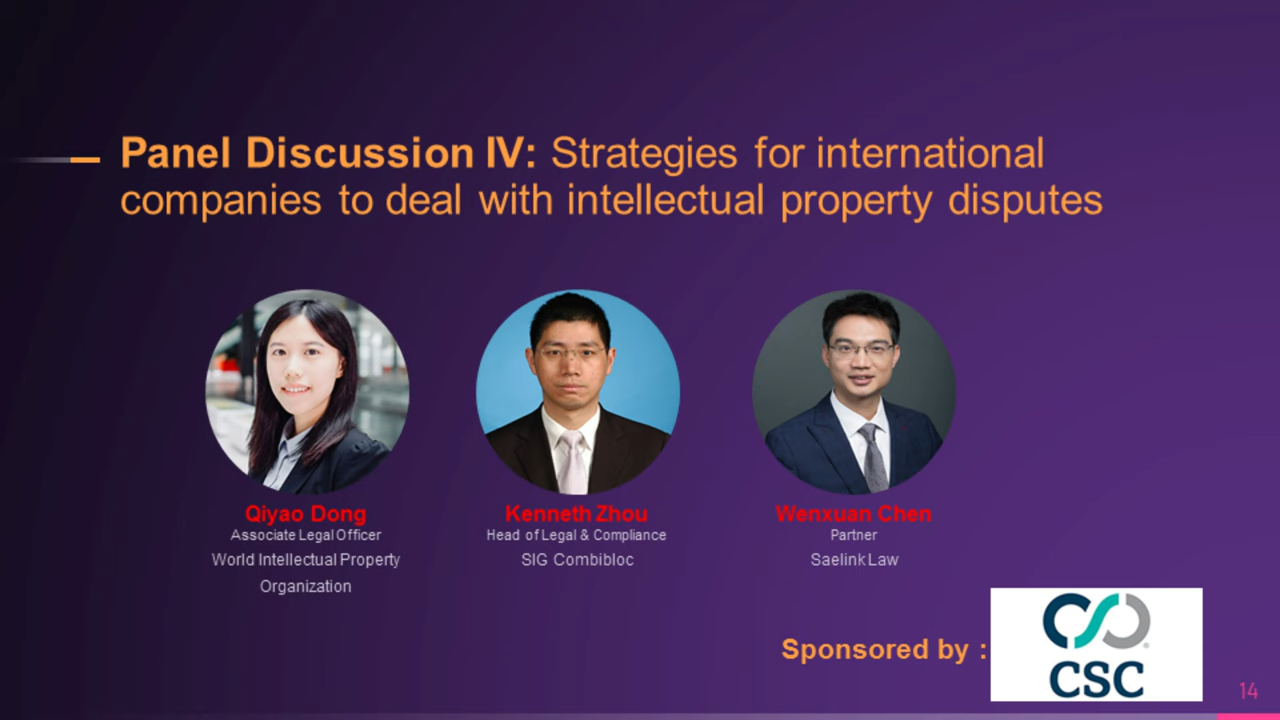 Panel Discussion IV: Strategies for international
companies to deal with intellectual property disputes
Qiyao Dong
Associate Legal Officer
World Intellectual Property
Organization
Kenneth Zhou
Head of Legal & Compliance
SIG Combibloc
Wenxuan Chen
Partner
Saelink Law
Sponsored by :
CSC
14